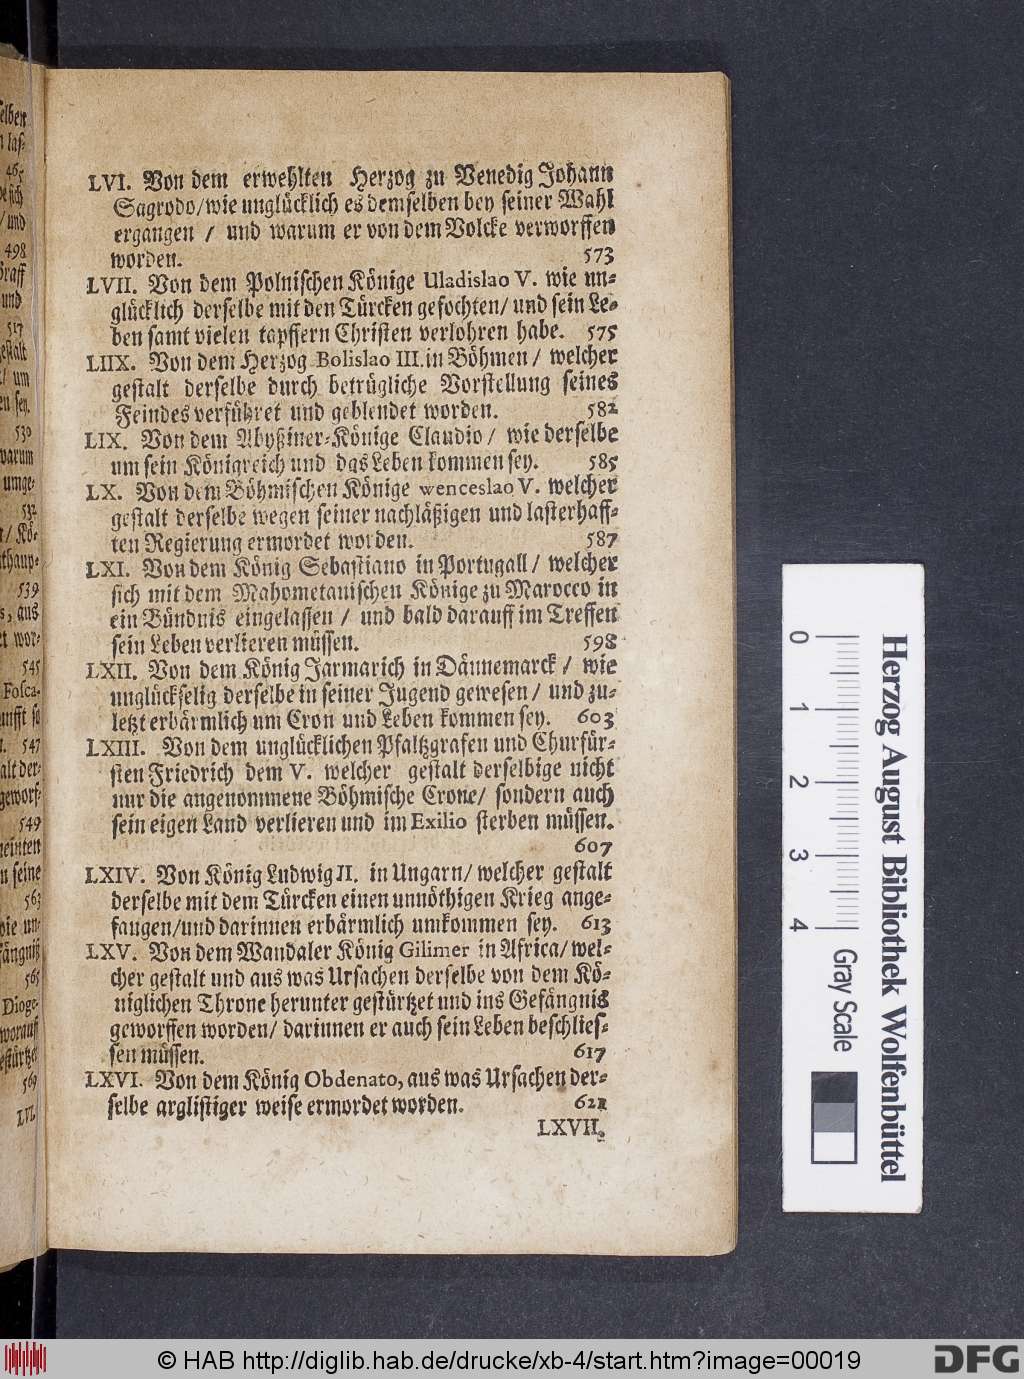 LVI. Von dem erwehlten Herzog zu Venedig Johann
Sagrodo/wie unglücklich es demselben bey seiner Wahl
ergangen / und warum er von dem Volcke verworffen
worden. 573
LVII. Von dem Polnischen Könige Uladislao V. wie un-
glücklich derselbe mit den Türcken gefochten/ und sein Le-
ben samt vielen tapffern Christen verlohren habe. 575
LIIX. Von dem Herzog Bolislao III. in Böhmen / welcher
gestalt derselbe durch betrügliche Vorstellung seines
Feindes verführet und geblendet worden. 582
LIX. Von dem Abyßiner-Könige Claudio / wie derselbe
um sein Königreich und das Leben kommen sey. 585
LX. Von dem Böhmischen Könige wenceslao V. welcher
gestalt derselbe wegen seiner nachläßigen und lasterhaff-
ten Regierung ermordet worden. 587
LXI. Von dem König Sebastiano in Portugall / welcher
sich mit dem Mahometanischen Könige zu Marocco in
ein Bündnis eingelassen / und bald darauff im Treffen
sein Leben verlieren müssen. 598
LXII. Von dem König Jarmarich in Dännemarck / wie
unglückselig derselbe in seiner Jugend gewesen / und zu-
letzt erbärmlich um Cron und Leben kommen sey. 603
LXIII. Von dem unglücklichen Pfaltzgrafen und Churfür-
sten Friedrich dem V. welcher gestalt derselbige nicht
nur die angenommene Böhmische Crone/ sondern auch
sein eigen Land verlieren und im Exilio sterben müssen.
607
LXIV. Von König Ludwig II. in Ungarn/ welcher gestalt
derselbe mit dem Türcken einen unnöthigen Krieg ange-
fangen/und darinnen erbärmlich umkommen sey. 613
LXV. Von dem Wandaler König Gilimer in Africa/ wel-
cher gestalt und aus was Ursachen derselbe von dem Kö-
niglichen Throne herunter gestürtzet und ins Gefängnis
geworffen worden/ darinnen er auch sein Leben beschlies-
sen müssen. 617
LXVI. Von dem König Obdenato, aus was Ursachen der-
selbe arglistiger weise ermordet worden. 621
LXVII.
Herzog August Bibliothek Wolfenbüttel
0 1 2 3 4 Gray Scale
© HAB http://diglib.hab.de/drucke/xb-4/start.htm?image=00019
DFG